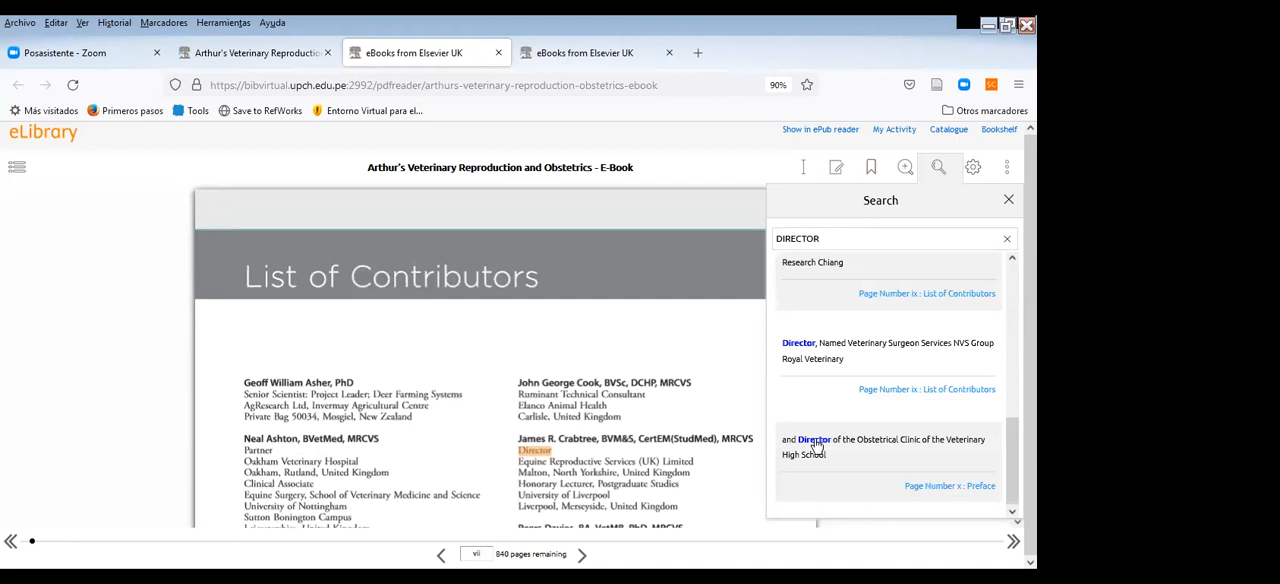 Archivo Editar Ver Historial Marcadores Herramientas Ayuda
Posasistente - Zoom
Arthur's Veterinary Reproductio
eBooks from Elsevier UK
eBooks from Elsevier UK
https://bibvirtual.upch.edu.pe:2992/pdfreader/arthurs-veterinary-reproduction-obstetrics-ebook
90%
SC
Más visitados Primeros pasos Tools Save to RefWorks Entorno Virtual para el... Otros marcadores
eLibrary
Show in ePub reader My Activity Catalogue Bookshelf
Arthur's Veterinary Reproduction and Obstetrics - E-Book
List of Contributors
Geoff William Asher, PhD
Senior Scientist: Project Leader; Deer Farming Systems
AgResearch Ltd, Invermay Agricultural Centre
Private Bag 50034, Mosgiel, New Zealand
Neal Ashton, BVetMed, MRCVS
Partner
Oakham Veterinary Hospital
Oakham, Rutland, United Kingdom
Clinical Associate
Equine Surgery, School of Veterinary Medicine and Science
University of Nottingham
Sutton Bonington Campus
John George Cook, BVSc, DCHP, MRCVS
Ruminant Technical Consultant
Elanco Animal Health
Carlisle, United Kingdom
James R. Crabtree, BVM&S, CertEM(StudMed), MRCVS
Director
Equine Reproductive Services (UK) Limited
Malton, North Yorkshire, United Kingdom
Honorary Lecturer, Postgraduate Studies
University of Liverpool
Liverpool, Merseyside, United Kingdom
Search
DIRECTOR
Research Chiang
Page Number ix : List of Contributors
Director, Named Veterinary Surgeon Services NVS Group
Royal Veterinary
Page Number ix : List of Contributors
and Director of the Obstetrical Clinic of the Veterinary
High School
Page Number x : Preface
vii 840 pages remaining